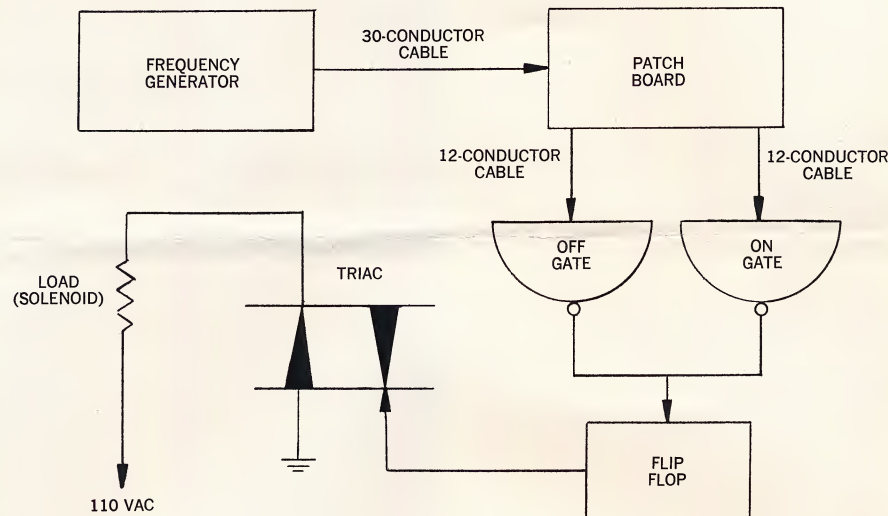 FREQUENCY
GENERATOR
30-CONDUCTOR
CABLE
PATCH
BOARD
12-CONDUCTOR
CABLE
12-CONDUCTOR
CABLE
OFF
GATE
ON
GATE
LOAD
(SOLENOID)
TRIAC
110 VAC
FLIP
FLOP